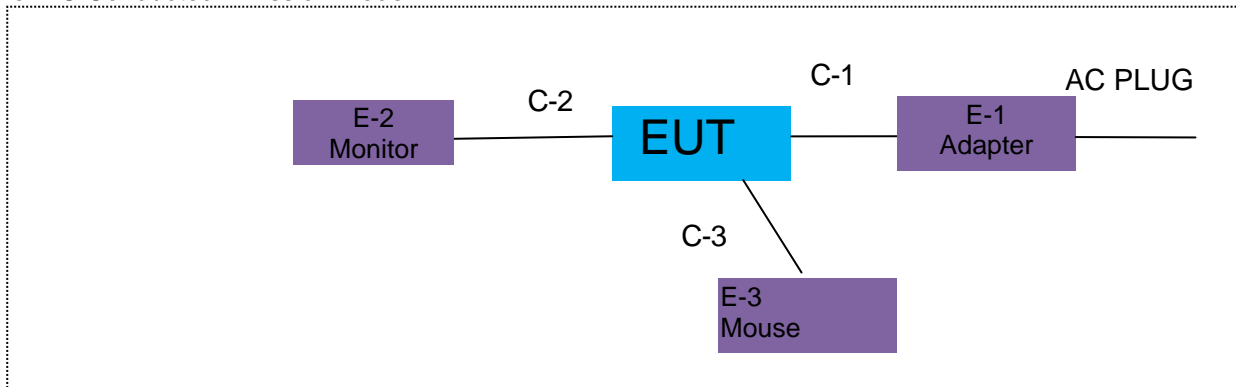 C-1
AC PLUG
C-2
E-2
Monitor
EUT
E-1
Adapter
C-3
E-3
Mouse